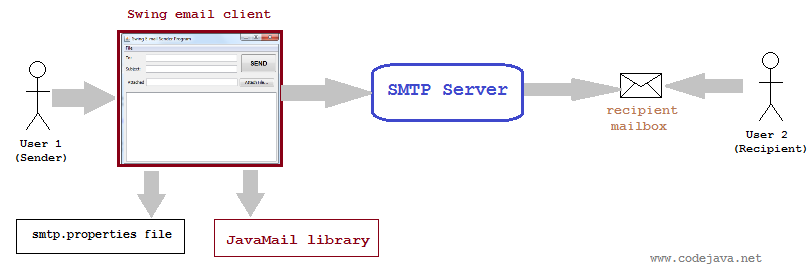 Swing email client
Swing Email Sender Program
File
To:
SEND
Subject:
Attached
Attach File...
SMTP Server
recipient
mailbox
User 1
(Sender)
User 2
(Recipient)
smtp.properties file
JavaMail library
www.codejava.net